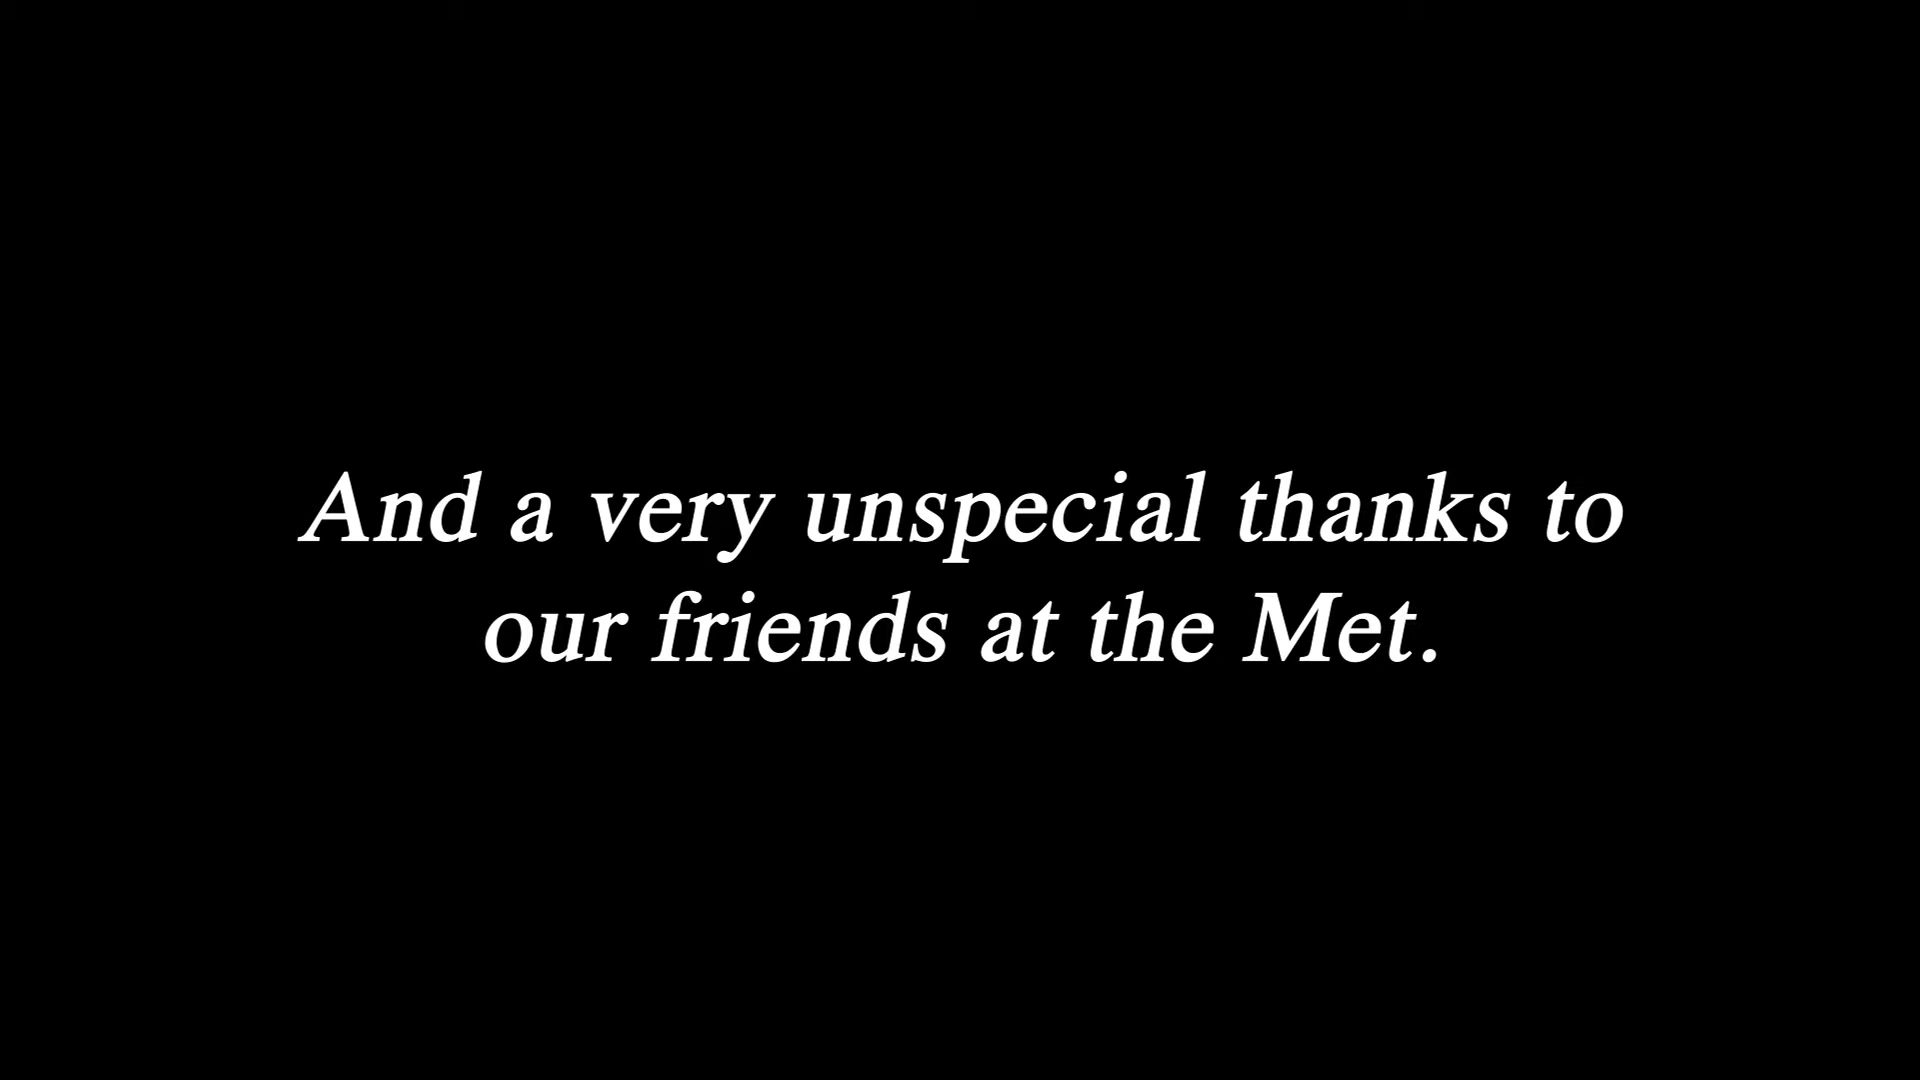 And a very unspecial thanks to
our friends at the Met.